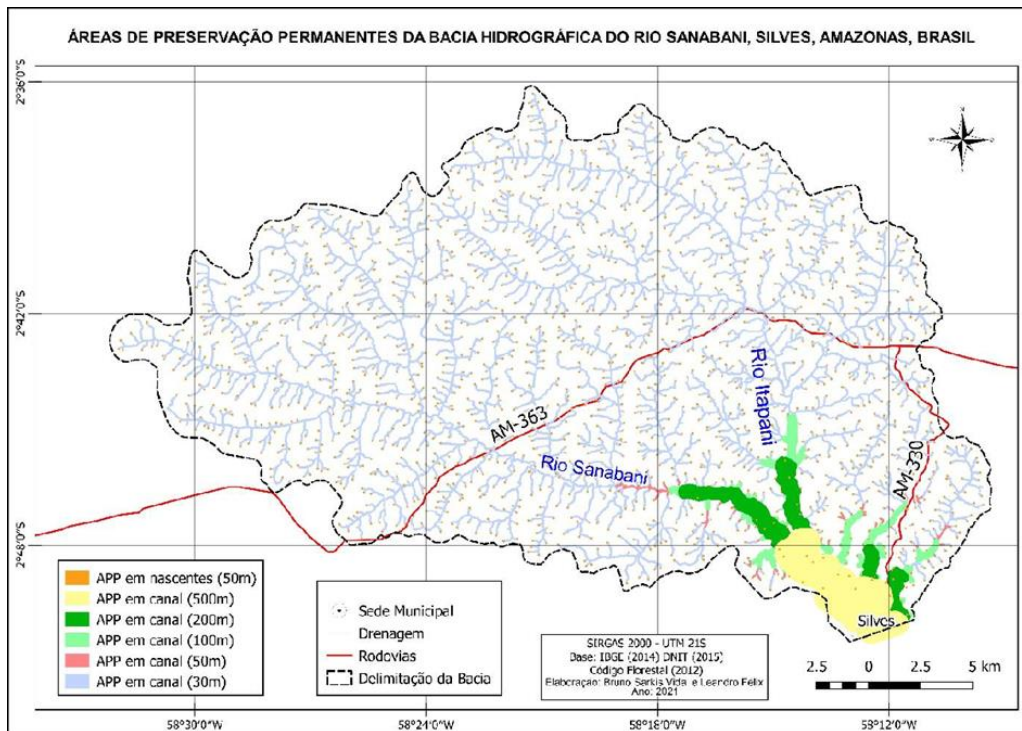 ÁREAS DE PRESERVAÇÃO PERMANENTES DA BACIA HIDROGRÁFICA DO RIO SANABANI, SILVES, AMAZONAS, BRASIL
2°36'0"S
2°42'0"S
2°48'0"S
AM-363
Rio Itapani
Rio Sanabani
AM-330
Silves
APP em nascentes (50m)
APP em canal (500m)
APP em canal (200m)
APP em canal (100m)
APP em canal (50m)
APP em canal (30m)
Sede Municipal
Drenagem
Rodovias
Delimitação da Bacia
SIRGAS 2000 - UTM 21S
Base: IBGE (2014) DNIT (2015)
Código Florestal (2012)
Elaboração: Bruno Sarkis Vidal e Leandro Felix
Ano: 2021
2.5 0 2.5 5 km
58°30'0"W 58°24'0"W 58°18'0"W 58°12'0"W